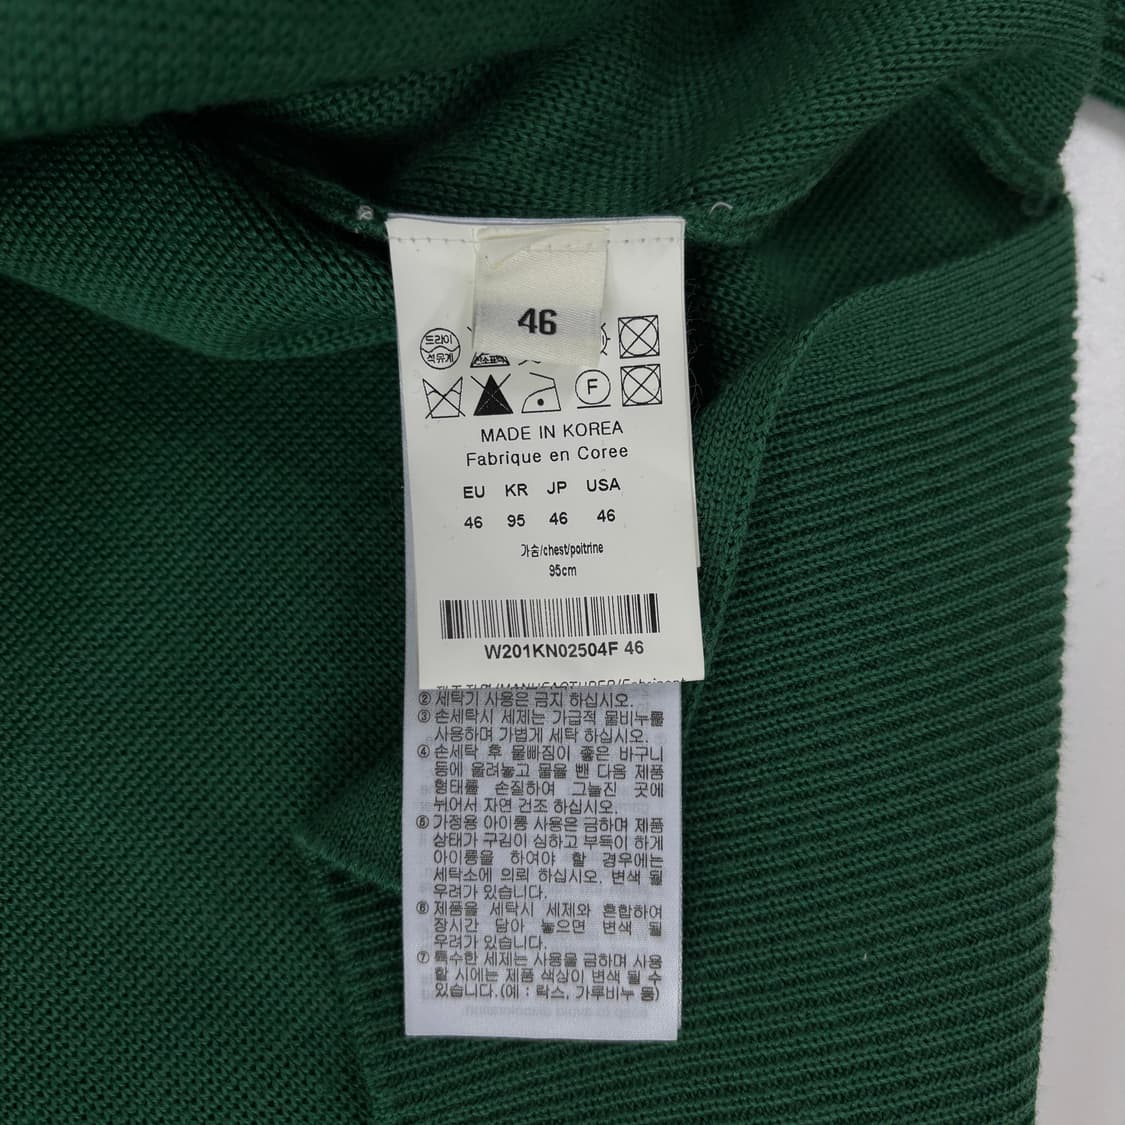 46
드라이
석유계
F
MADE IN KOREA
Fabrique en Coree
EU KR JP USA
46 95 46 46
가슴/chest/poitrine
95cm
W201KN02504F 46
② 세탁기 사용은 금지 하십시오.
③ 손세탁시 세제는 가급적 물비누를
사용하며 가볍게 세탁 하십시오.
④ 손세탁 후 물빠짐이 좋은 바구니
등에 올려놓고 물을 뺀 다음 제품
형태를 손질하여 그늘진 곳에
뉘어서 자연 건조 하십시오.
⑤ 가정용 아이롱 사용은 금하며 제품
상태가 구김이 심하고 부득이 하게
아이롱을 하여야 할 경우에는
세탁소에 의뢰 하십시오. 변색 될
우려가 있습니다.
⑥ 제품을 세탁시 세제와 혼합하여
장시간 담아 놓으면 변색 될
우려가 있습니다.
⑦ 특수한 세제는 사용을 금하며 사용
할 시에는 제품 색상이 변색 될 수
있습니다.(예 : 락스, 가루비누 등)